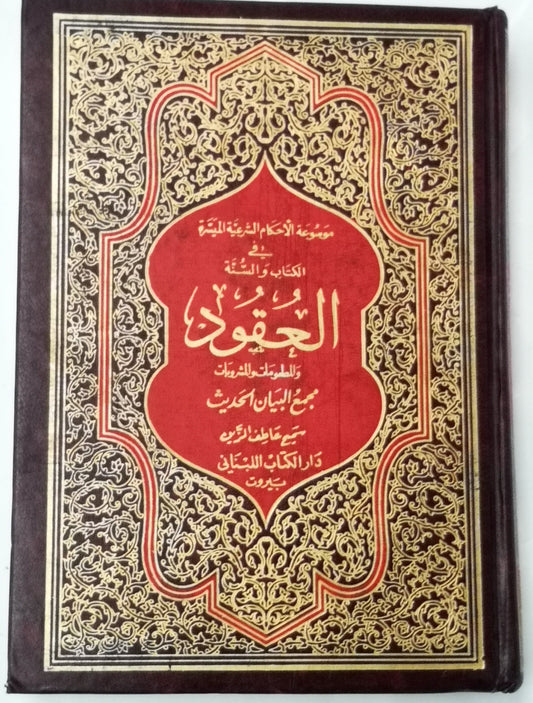 موسوعة الأحكام الشرعية الميسرة
في
الكتاب والسنة
العقود
والمطعومات والمشروبات
مجمع البيان الحديث
سميح عاطف الزين
دار الكتاب اللبناني
بيروت